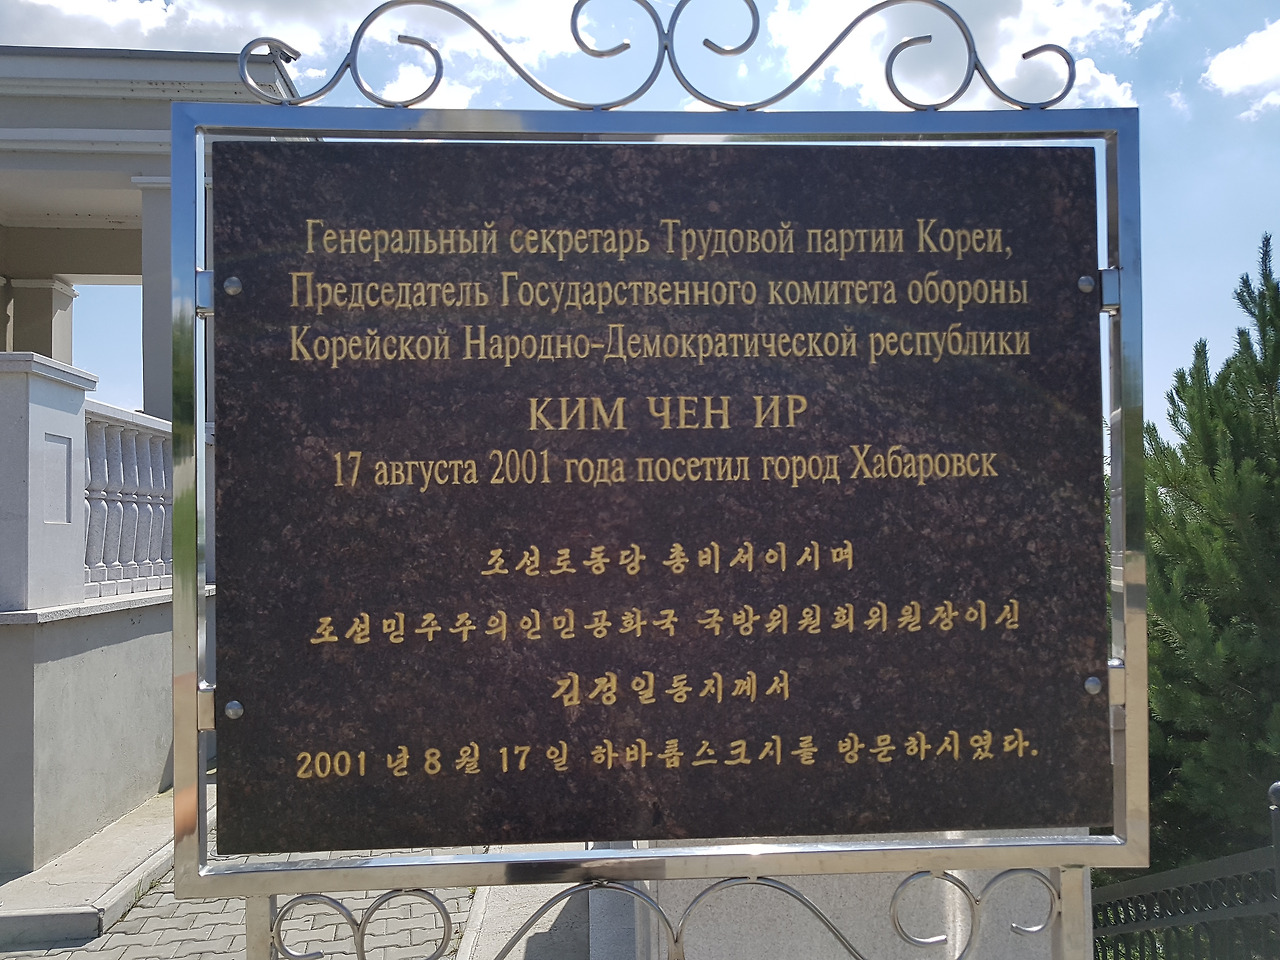 Генеральный секретарь Трудовой партии Кореи,
Председатель Государственного комитета обороны
Корейской Народно-Демократической республики
КИМ ЧЕН ИР
17 августа 2001 года посетил город Хабаровск
조선로동당 총비서이시며
조선민주주의인민공화국 국방위원회위원장이신
김정일동지께서
2001 년 8 월 17 일 하바롭스크시를 방문하시였다.